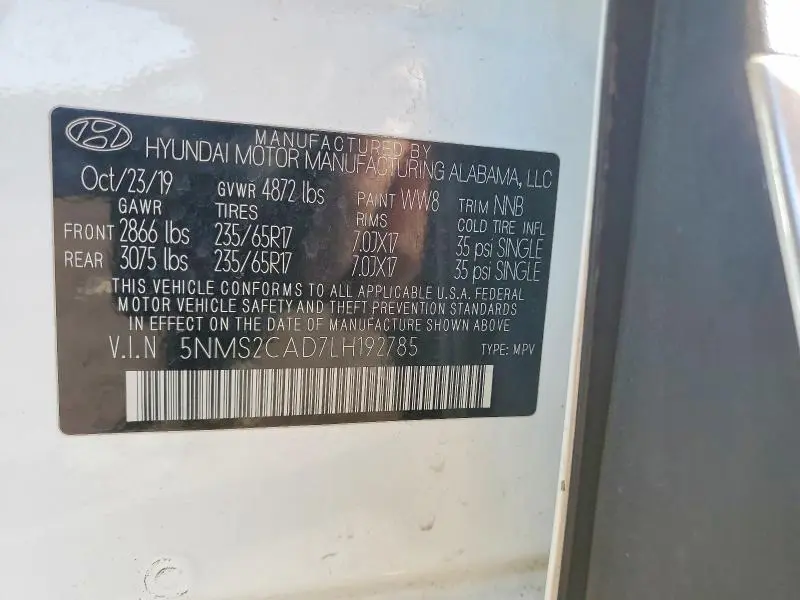 MANUFACTURED BY
HYUNDAI MOTOR MANUFACTURING ALABAMA, LLC
Oct/23/19 GVWR 4872 lbs PAINT WW8 TRIM NNB
GAWR TIRES RIMS COLD TIRE INFL
FRONT 2866 lbs 235/65R17 7.0JX17 35 psi SINGLE
REAR 3075 lbs 235/65R17 7.0JX17 35 psi SINGLE
THIS VEHICLE CONFORMS TO ALL APPLICABLE U.S.A. FEDERAL
MOTOR VEHICLE SAFETY AND THEFT PREVENTION STANDARDS
IN EFFECT ON THE DATE OF MANUFACTURE SHOWN ABOVE
V.I.N 5NMS2CAD7LH192785 TYPE: MPV